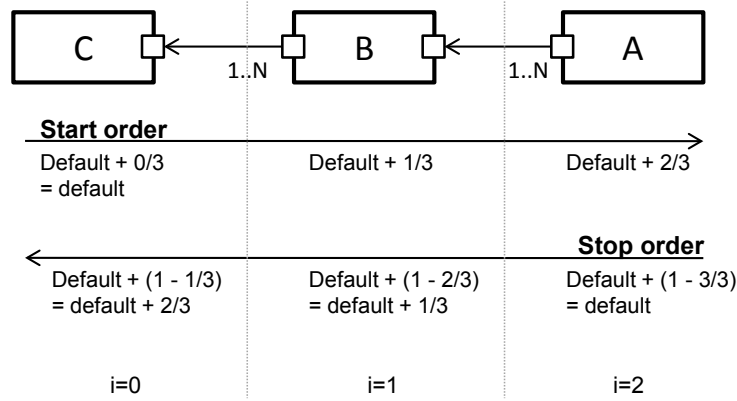 C
B
A
1..N
1..N
Start order
Default + 0/3
= default
Default + 1/3
Default + 2/3
Stop order
Default + (1 - 1/3)
= default + 2/3
Default + (1 - 2/3)
= default + 1/3
Default + (1 - 3/3)
= default
i=0
i=1
i=2